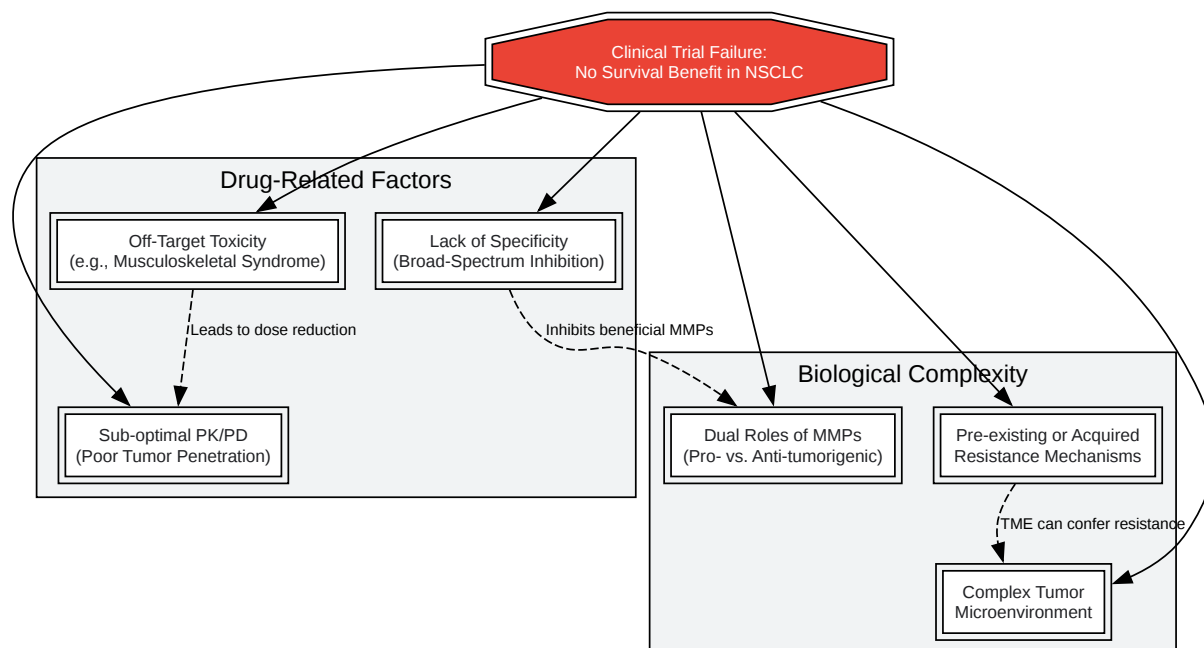 Clinical Trial Failure:
No Survival Benefit in NSCLC
Drug-Related Factors
Off-Target Toxicity
(e.g., Musculoskeletal Syndrome)
Lack of Specificity
(Broad-Spectrum Inhibition)
Leads to dose reduction
Inhibits beneficial MMPs
Sub-optimal PK/PD
(Poor Tumor Penetration)
Biological Complexity
Dual Roles of MMPs
(Pro- vs. Anti-tumorigenic)
Pre-existing or Acquired
Resistance Mechanisms
TME can confer resistance
Complex Tumor
Microenvironment